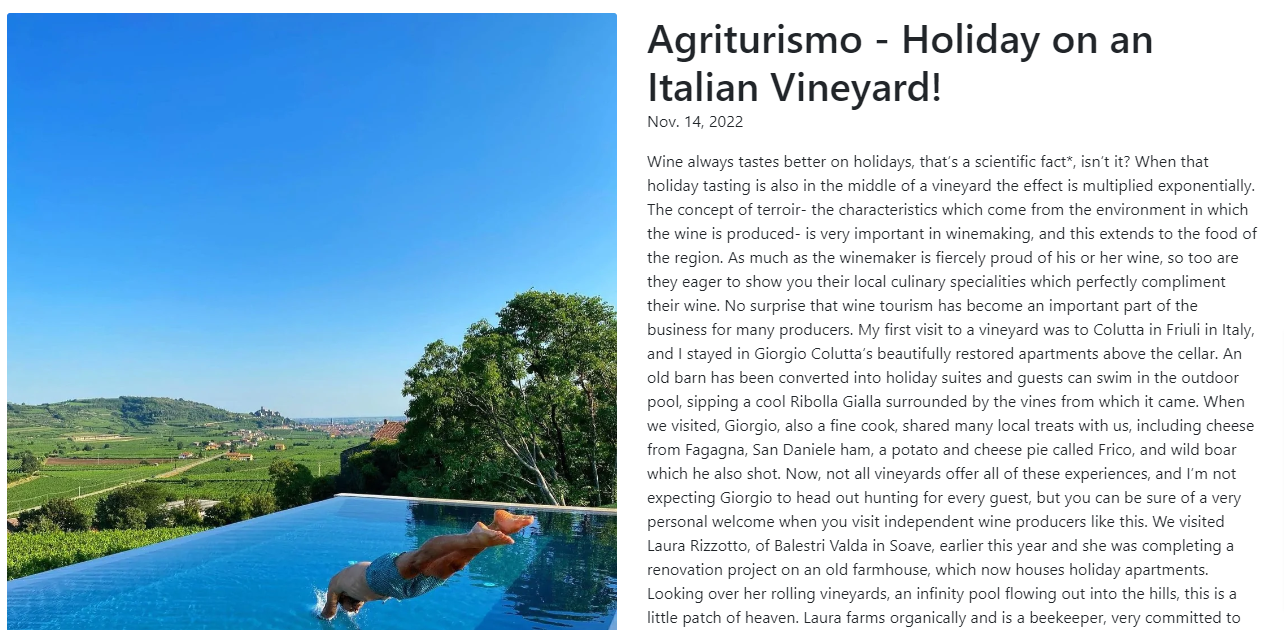 Agriturismo - Holiday on an
Italian Vineyard!
Nov. 14, 2022
Wine always tastes better on holidays, that's a scientific fact*, isn't it? When that
holiday tasting is also in the middle of a vineyard the effect is multiplied exponentially.
The concept of terroir- the characteristics which come from the environment in which
the wine is produced- is very important in winemaking, and this extends to the food of
the region. As much as the winemaker is fiercely proud of his or her wine, so too are
they eager to show you their local culinary specialities which perfectly compliment
their wine. No surprise that wine tourism has become an important part of the
business for many producers. My first visit to a vineyard was to Colutta in Friuli in Italy,
and I stayed in Giorgio Colutta's beautifully restored apartments above the cellar. An
old barn has been converted into holiday suites and guests can swim in the outdoor
pool, sipping a cool Ribolla Gialla surrounded by the vines from which it came. When
we visited, Giorgio, also a fine cook, shared many local treats with us, including cheese
from Fagagna, San Daniele ham, a potato and cheese pie called Frico, and wild boar
which he also shot. Now, not all vineyards offer all of these experiences, and I'm not
expecting Giorgio to head out hunting for every guest, but you can be sure of a very
personal welcome when you visit independent wine producers like this. We visited
Laura Rizzotto, of Balestri Valda in Soave, earlier this year and she was completing a
renovation project on an old farmhouse, which now houses holiday apartments.
Looking over her rolling vineyards, an infinity pool flowing out into the hills, this is a
little patch of heaven. Laura farms organically and is a beekeeper, very committed to